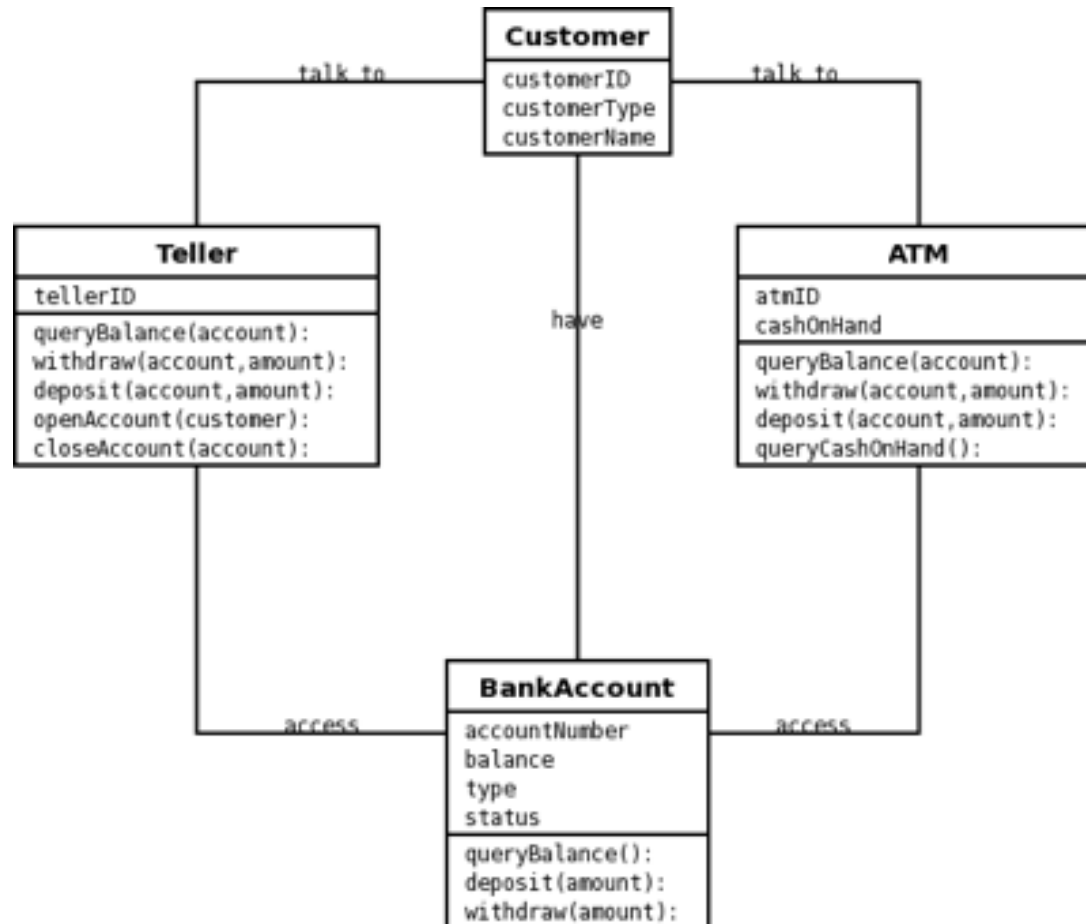 Customer
customerID
customerType
customerName
talk to
talk to
Teller
tellerID
queryBalance(account):
withdraw(account,amount):
deposit(account,amount):
openAccount(customer):
closeAccount(account):
have
ATM
atmID
cashOnHand
queryBalance(account):
withdraw(account,amount):
deposit(account,amount):
queryCashOnHand():
access
access
BankAccount
accountNumber
balance
type
status
queryBalance():
deposit(amount):
withdraw(amount):